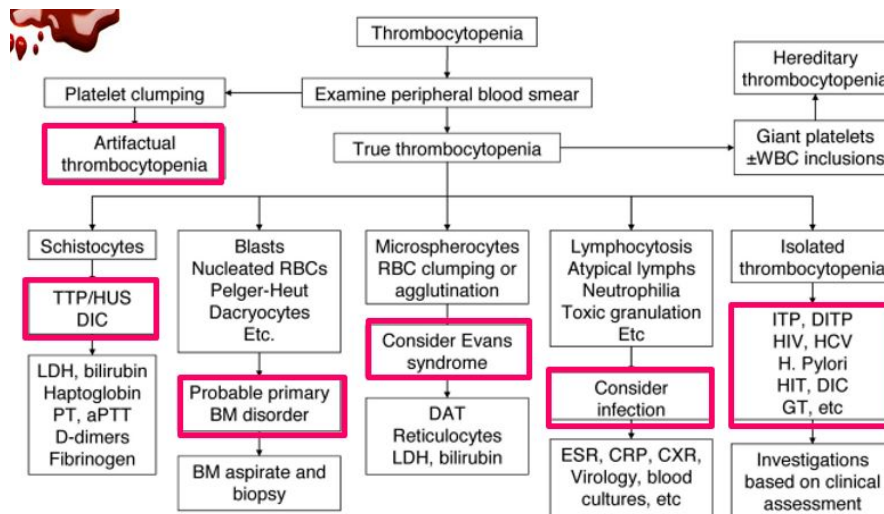 Thrombocytopenia
Hereditary
thrombocytopenia
Platelet clumping
Examine peripheral blood smear
Artifactual
thrombocytopenia
True thrombocytopenia
Giant platelets
±WBC inclusions
Schistocytes
TTP/HUS
DIC
LDH, bilirubin
Haptoglobin
PT, aPTT
D-dimers
Fibrinogen
Blasts
Nucleated RBCs
Pelger-Heut
Dacryocytes
Etc.
Probable primary
BM disorder
BM aspirate and
biopsy
Microspherocytes
RBC clumping or
agglutination
Consider Evans
syndrome
DAT
Reticulocytes
LDH, bilirubin
Lymphocytosis
Atypical lymphs
Neutrophilia
Toxic granulation
Etc
Consider
infection
ESR, CRP, CXR,
Virology, blood
cultures, etc
Isolated
thrombocytopenia
ITP, DITP
HIV, HCV
H. Pylori
HIT, DIC
GT, etc
Investigations
based on clinical
assessment